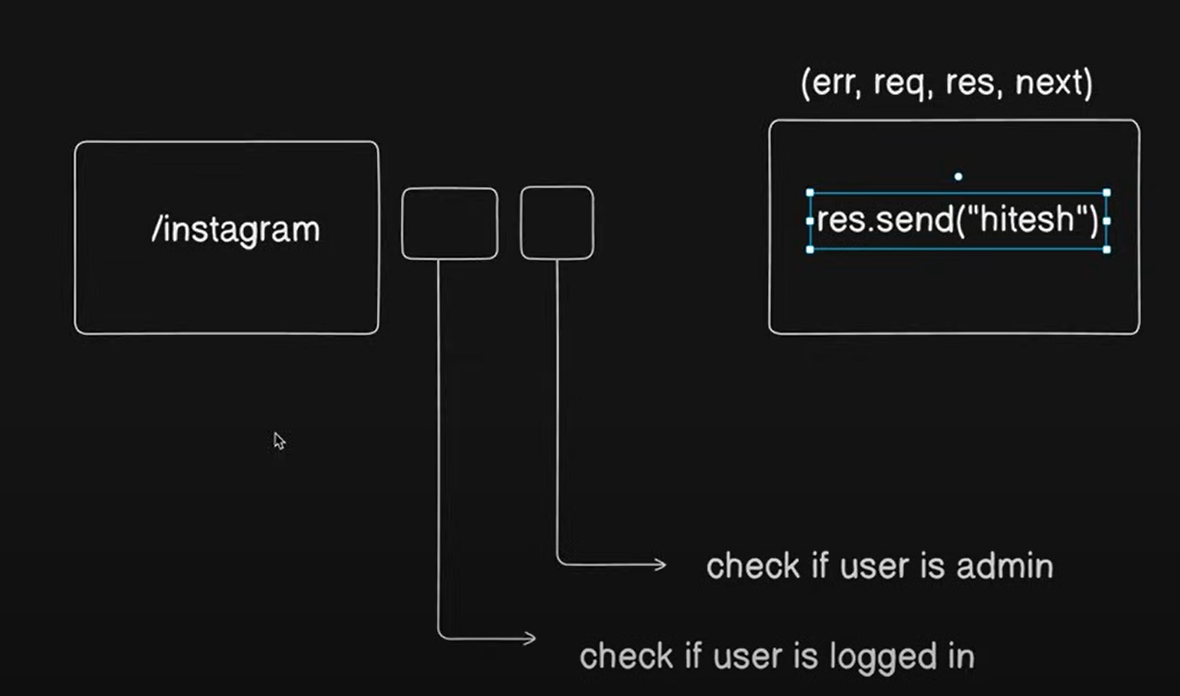 (err, req, res, next)
/instagram
res.send("hitesh")
check if user is admin
check if user is logged in